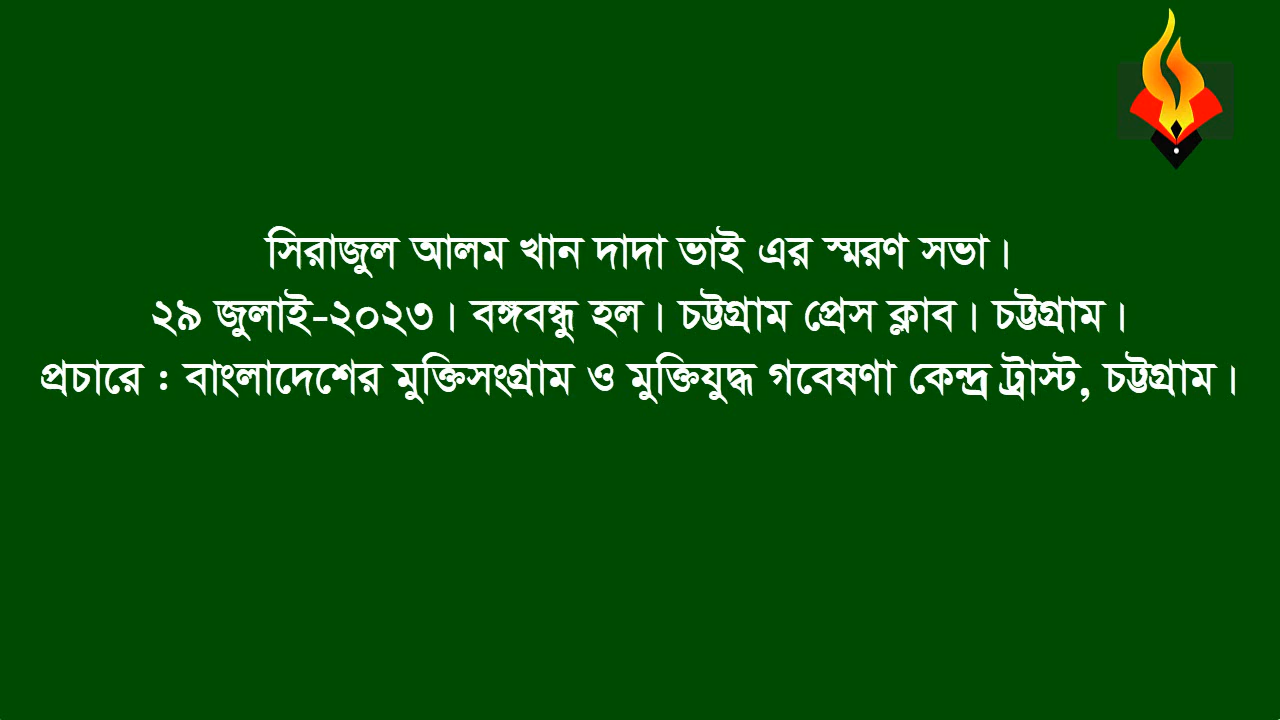 সিরাজুল আলম খান দাদা ভাই এর স্মরণ সভা।
২৯ জুলাই-২০২৩। বঙ্গবন্ধু হল। চট্টগ্রাম প্রেস ক্লাব। চট্টগ্রাম।
প্রচারে : বাংলাদেশের মুক্তিসংগ্রাম ও মুক্তিযুদ্ধ গবেষণা কেন্দ্র ট্রাস্ট, চট্টগ্রাম।